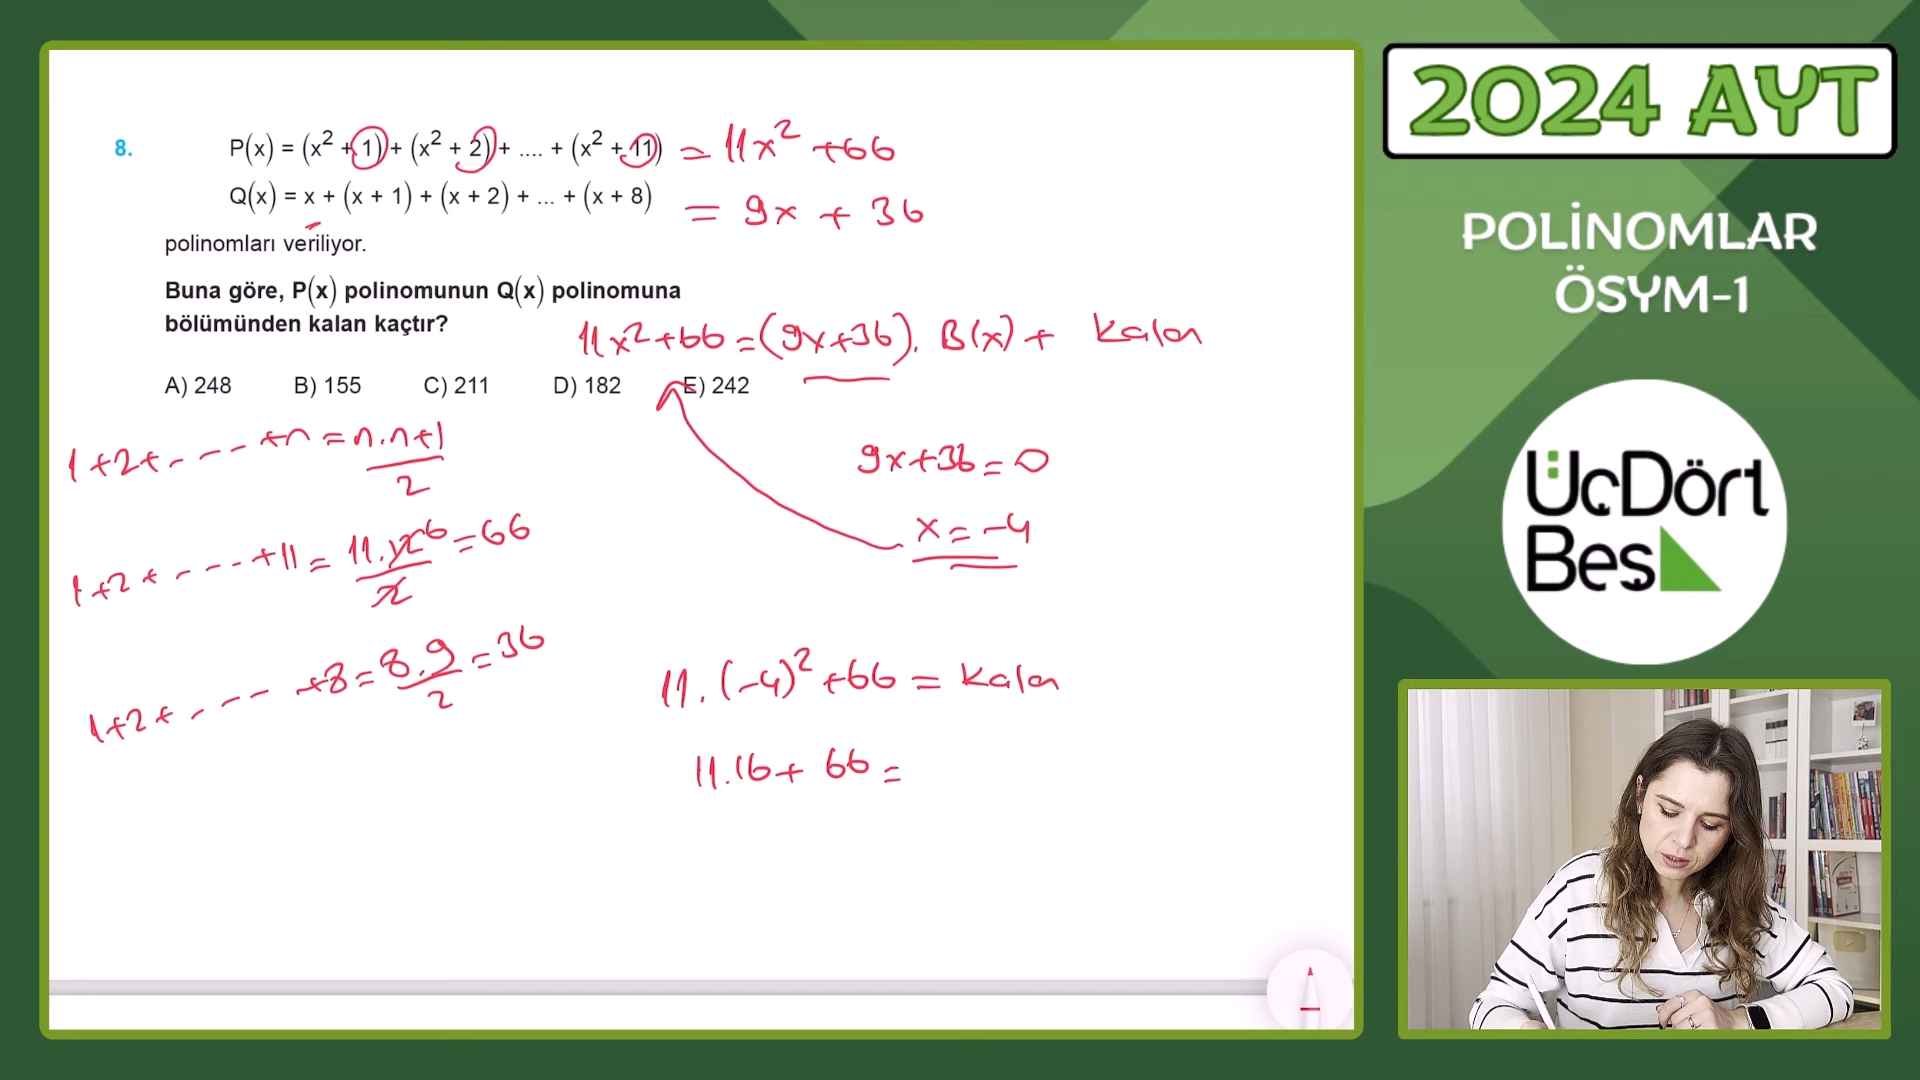 8. P(x) = (x² + 1) + (x² + 2) + .... + (x² + 11) = 11x² + 66
Q(x) = x + (x + 1) + (x + 2) + ... + (x + 8) = 9x + 36
polinomları veriliyor.
Buna göre, P(x) polinomunun Q(x) polinomuna
bölümünden kalan kaçtır?
11x²+66=(9x+36). B(x) + kalan
A) 248 B) 155 C) 211 D) 182 E) 242
1+2+----+n = n.n+1/2
9x+36=0
x=-4
1+2+----+11 = 11.12 6/2 = 66
1+2+----+8 = 8.9/2 = 36
11.(-4)²+66 = kalan
11.16+ 66 =
2024 AYT
POLİNOMLAR
ÖSYM-1
ÜçDört
Beş